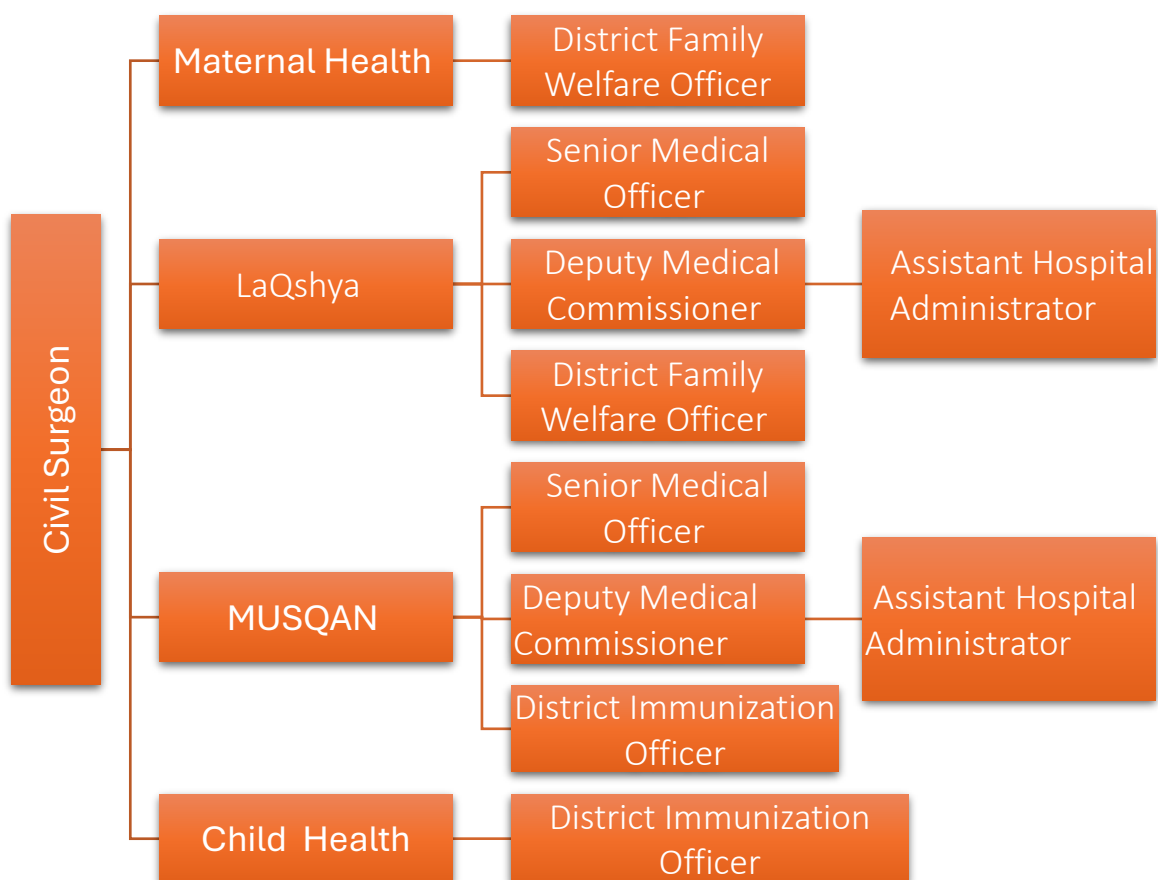 Civil Surgeon
Maternal Health
District Family
Welfare Officer
LaQshya
Senior Medical
Officer
Deputy Medical
Commissioner
Assistant Hospital
Administrator
District Family
Welfare Officer
MUSQAN
Senior Medical
Officer
Deputy Medical
Commissioner
Assistant Hospital
Administrator
District Immunization
Officer
Child  Health
District Immunization
Officer